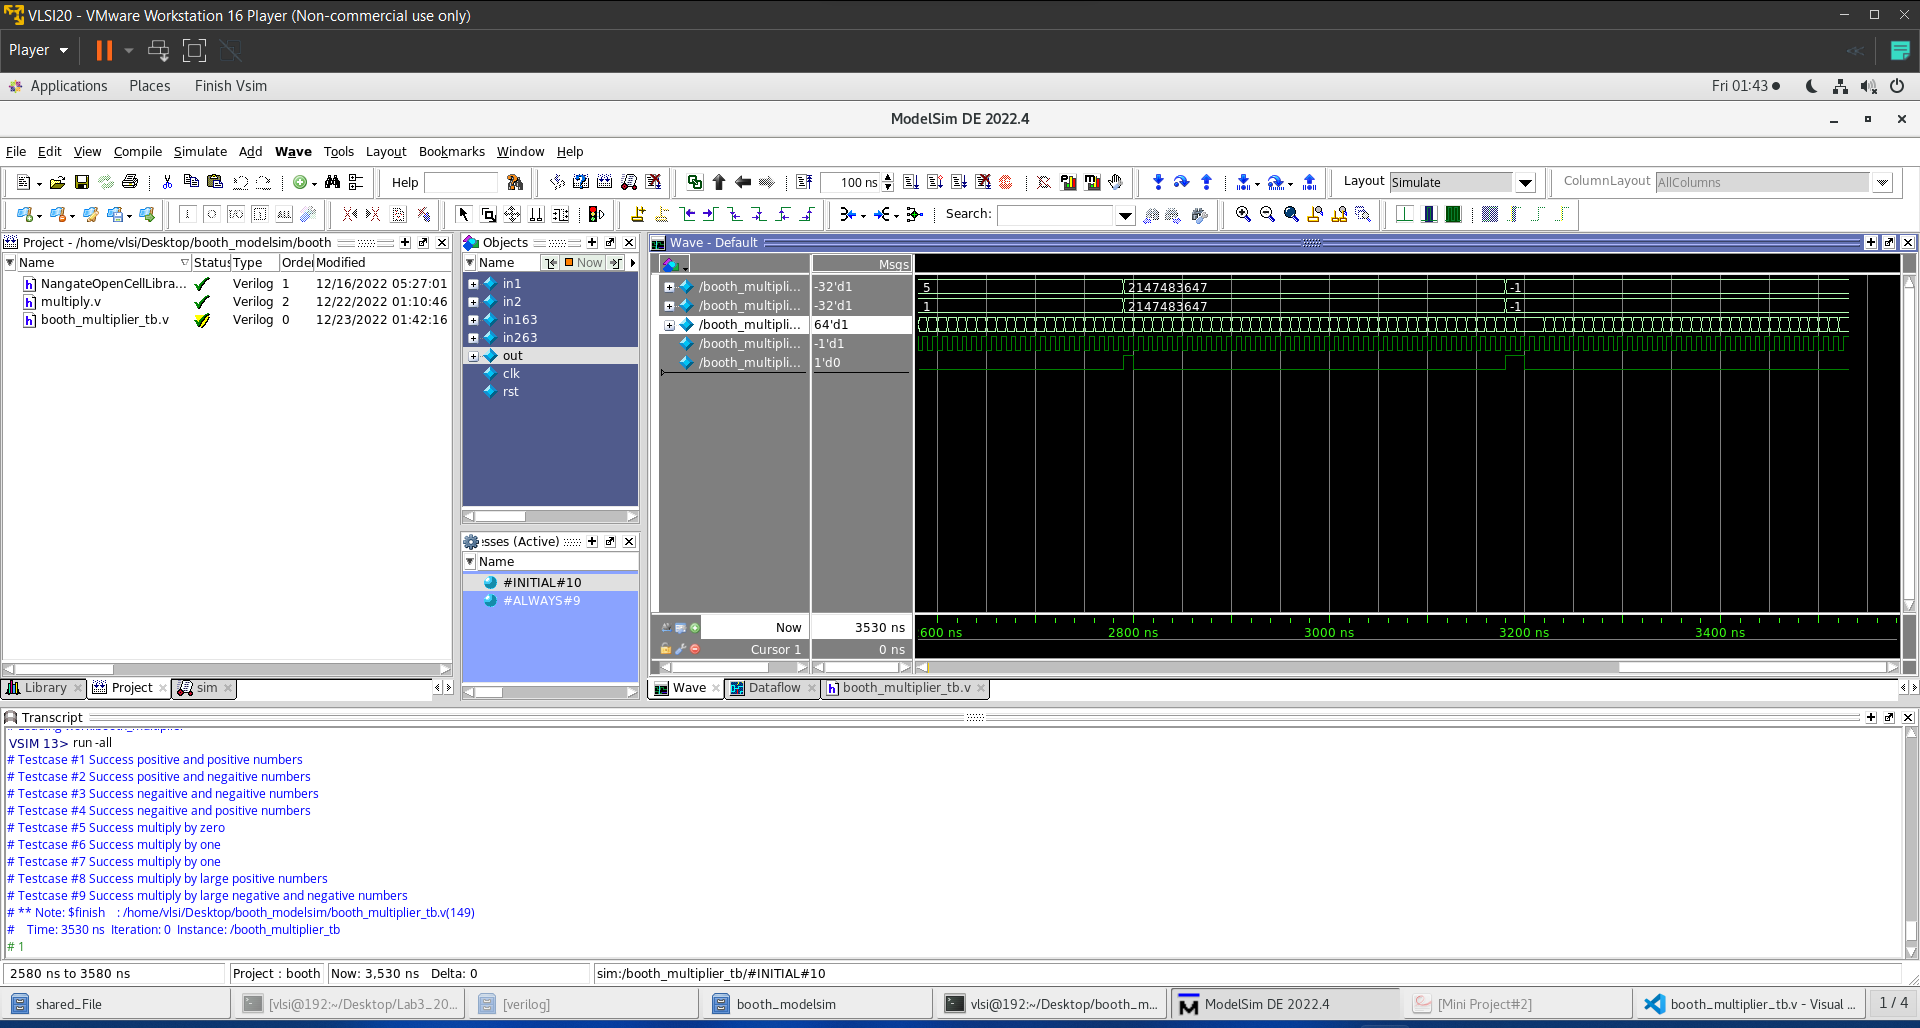 VLSI20 - VMware Workstation 16 Player (Non-commercial use only)
Player
Applications Places Finish Vsim Fri 01:43
ModelSim DE 2022.4
File Edit View Compile Simulate Add Wave Tools Layout Bookmarks Window Help
Help 100 ns Layout Simulate ColumnLayout AllColumns
Search:
Project - /home/vlsi/Desktop/booth_modelsim/booth
Name Status Type Order Modified
NangateOpenCellLibra... Verilog 1 12/16/2022 05:27:01
multiply.v Verilog 2 12/22/2022 01:10:46
booth_multiplier_tb.v Verilog 0 12/23/2022 01:42:16
Library Project sim
Objects
Name Now
in1
in2
in163
in263
out
clk
rst
esses (Active)
Name
#INITIAL#10
#ALWAYS#9
Wave - Default
Msgs
/booth_multipli... -32'd1 5 2147483647 -1
/booth_multipli... -32'd1 1 2147483647 -1
/booth_multipli... 64'd1
/booth_multipli... -1'd1
/booth_multipli... 1'd0
Now 3530 ns 600 ns 2800 ns 3000 ns 3200 ns 3400 ns
Cursor 1 0 ns
Wave Dataflow booth_multiplier_tb.v
Transcript
VSIM 13> run -all
# Testcase #1 Success positive and positive numbers
# Testcase #2 Success positive and negaitive numbers
# Testcase #3 Success negaitive and negaitive numbers
# Testcase #4 Success negaitive and positive numbers
# Testcase #5 Success multiply by zero
# Testcase #6 Success multiply by one
# Testcase #7 Success multiply by one
# Testcase #8 Success multiply by large positive numbers
# Testcase #9 Success multiply by large negative and negative numbers
# ** Note: $finish : /home/vlsi/Desktop/booth_modelsim/booth_multiplier_tb.v(149)
# Time: 3530 ns Iteration: 0 Instance: /booth_multiplier_tb
# 1
2580 ns to 3580 ns Project : booth Now: 3,530 ns Delta: 0 sim:/booth_multiplier_tb/#INITIAL#10
shared_File [vlsi@192:~/Desktop/Lab3_20... [verilog] booth_modelsim vlsi@192:~/Desktop/booth_m... ModelSim DE 2022.4 [Mini Project#2] booth_multiplier_tb.v - Visual ... 1 / 4